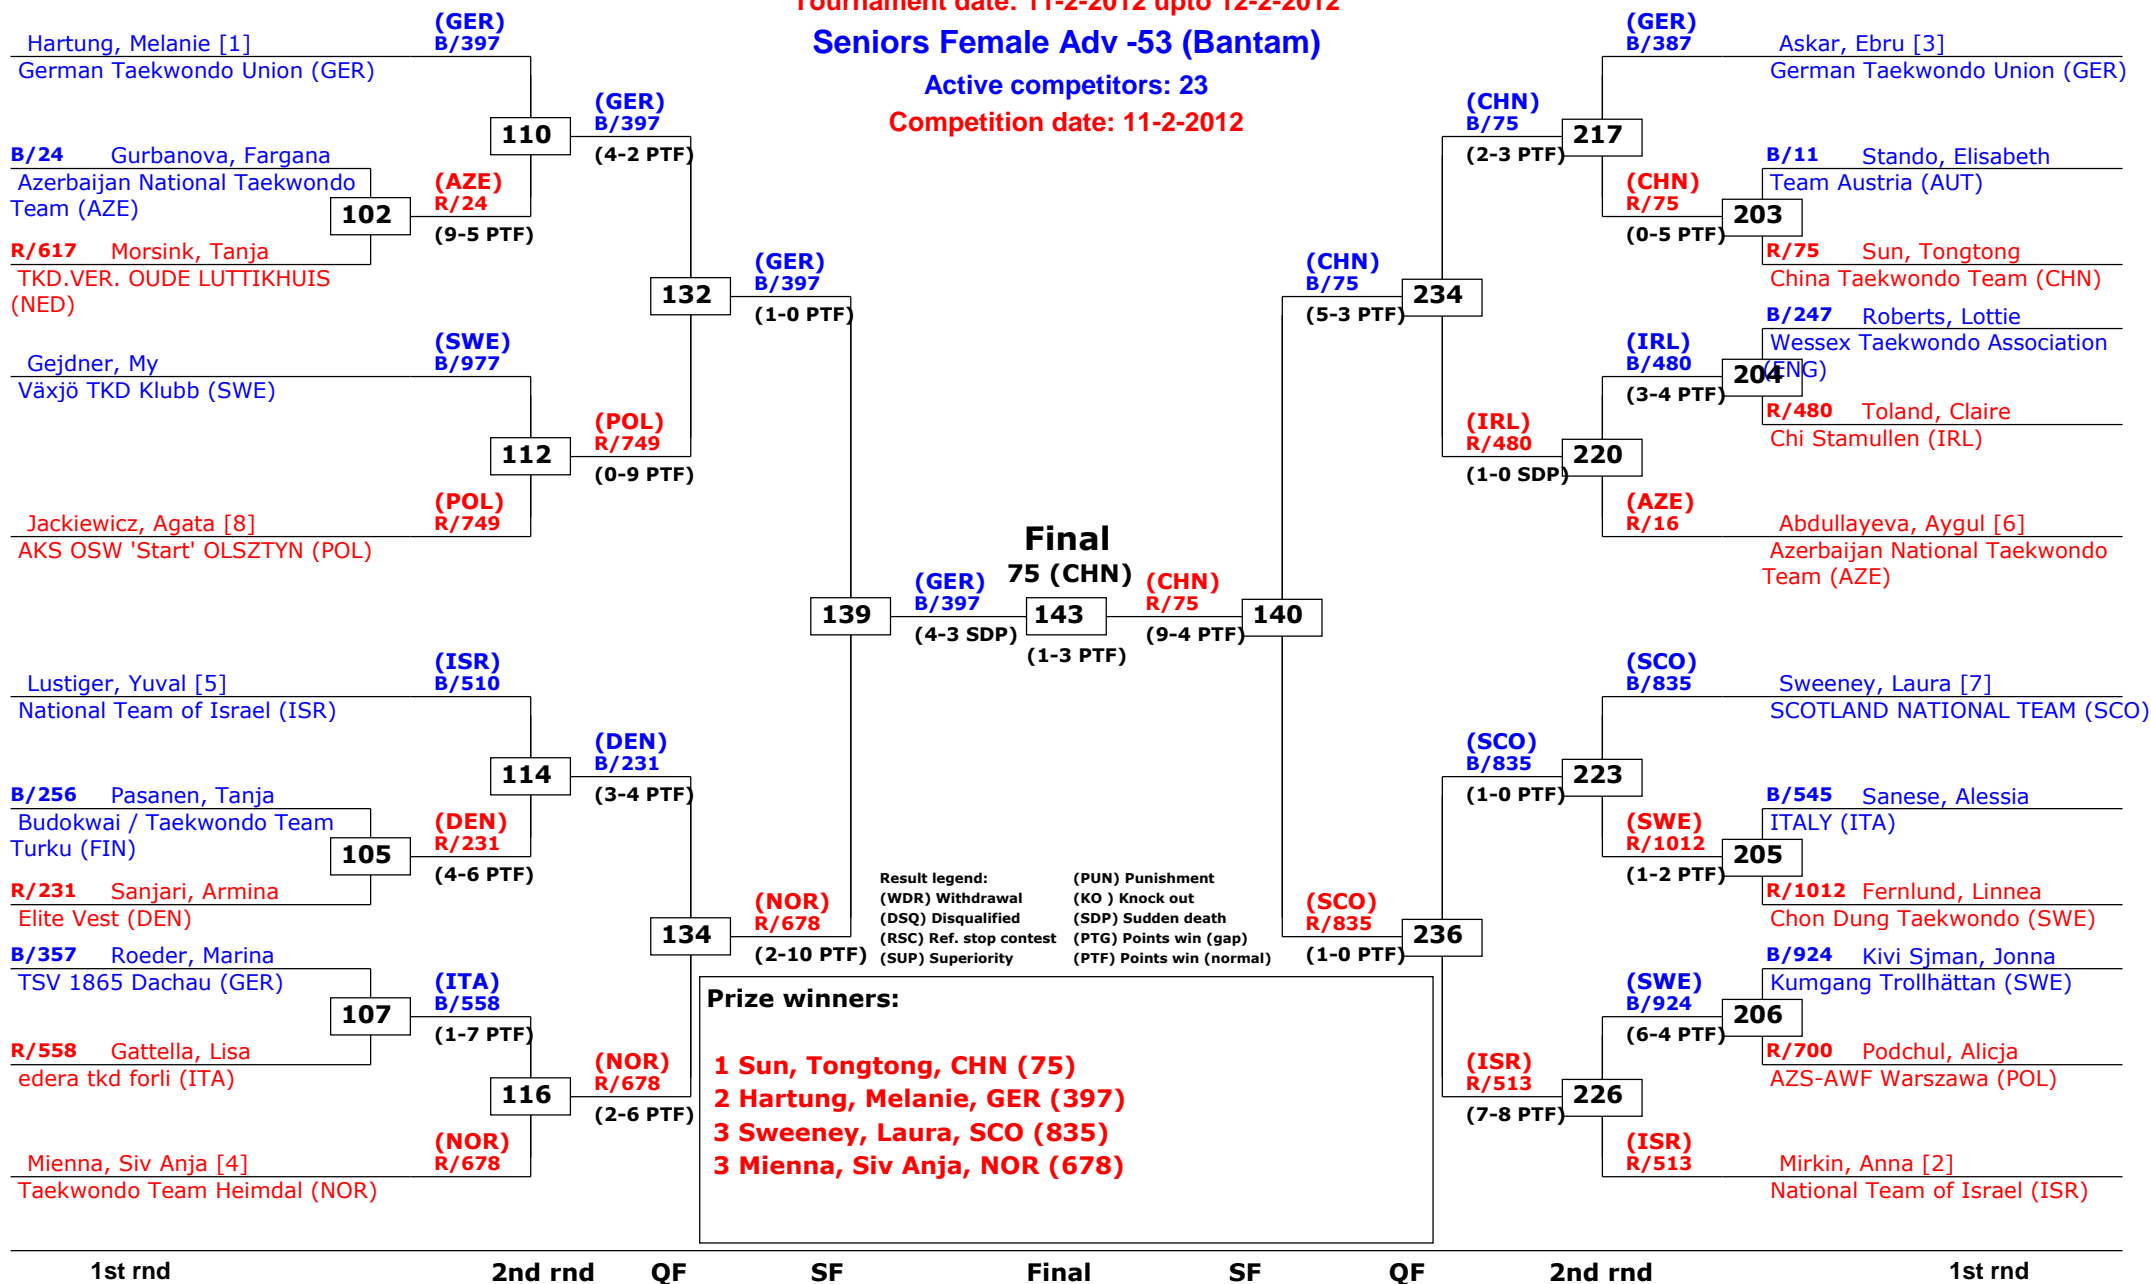 Tournament date: 11-2-2012 upto 12-2-2012
Seniors Female Adv -53 (Bantam)
Active competitors: 23
Competition date: 11-2-2012
Hartung, Melanie [1]
German Taekwondo Union (GER)
(GER)
B/397
B/24 Gurbanova, Fargana
Azerbaijan National Taekwondo
Team (AZE)
102
R/617 Morsink, Tanja
TKD.VER. OUDE LUTTIKHUIS
(NED)
(AZE)
R/24
(9-5 PTF)
110
(GER)
B/397
(4-2 PTF)
Gejdner, My
Växjö TKD Klubb (SWE)
(SWE)
B/977
112
Jackiewicz, Agata [8]
AKS OSW 'Start' OLSZTYN (POL)
(POL)
R/749
(POL)
R/749
(0-9 PTF)
132
(GER)
B/397
(1-0 PTF)
Lustiger, Yuval [5]
National Team of Israel (ISR)
(ISR)
B/510
B/256 Pasanen, Tanja
Budokwai / Taekwondo Team
Turku (FIN)
105
R/231 Sanjari, Armina
Elite Vest (DEN)
(DEN)
R/231
(4-6 PTF)
114
(DEN)
B/231
(3-4 PTF)
B/357 Roeder, Marina
TSV 1865 Dachau (GER)
107
R/558 Gattella, Lisa
edera tkd forli (ITA)
(ITA)
B/558
(1-7 PTF)
116
Mienna, Siv Anja [4]
Taekwondo Team Heimdal (NOR)
(NOR)
R/678
(NOR)
R/678
(2-6 PTF)
134
(NOR)
R/678
(2-10 PTF)
139
(GER)
B/397
(4-3 SDP)
Final
75 (CHN)
143
(1-3 PTF)
(CHN)
R/75
(9-4 PTF)
140
(CHN)
B/75
(5-3 PTF)
234
(CHN)
B/75
(2-3 PTF)
217
(GER)
B/387
Askar, Ebru [3]
German Taekwondo Union (GER)
(CHN)
R/75
(0-5 PTF)
203
B/11 Stando, Elisabeth
Team Austria (AUT)
R/75 Sun, Tongtong
China Taekwondo Team (CHN)
(IRL)
R/480
(1-0 SDP)
220
(IRL)
B/480
(3-4 PTF)
204
B/247 Roberts, Lottie
Wessex Taekwondo Association
(ENG)
R/480 Toland, Claire
Chi Stamullen (IRL)
(AZE)
R/16
Abdullayeva, Aygul [6]
Azerbaijan National Taekwondo
Team (AZE)
(SCO)
R/835
(1-0 PTF)
236
(SCO)
B/835
(1-0 PTF)
223
(SCO)
B/835
Sweeney, Laura [7]
SCOTLAND NATIONAL TEAM (SCO)
(SWE)
R/1012
(1-2 PTF)
205
B/545 Sanese, Alessia
ITALY (ITA)
R/1012 Fernlund, Linnea
Chon Dung Taekwondo (SWE)
(ISR)
R/513
(7-8 PTF)
226
(SWE)
B/924
(6-4 PTF)
206
B/924 Kivi Sjman, Jonna
Kumgang Trollhättan (SWE)
R/700 Podchul, Alicja
AZS-AWF Warszawa (POL)
(ISR)
R/513
Mirkin, Anna [2]
National Team of Israel (ISR)
Result legend: (PUN) Punishment
(WDR) Withdrawal (KO ) Knock out
(DSQ) Disqualified (SDP) Sudden death
(RSC) Ref. stop contest (PTG) Points win (gap)
(SUP) Superiority (PTF) Points win (normal)
Prize winners:
1 Sun, Tongtong, CHN (75)
2 Hartung, Melanie, GER (397)
3 Sweeney, Laura, SCO (835)
3 Mienna, Siv Anja, NOR (678)
1st rnd 2nd rnd QF SF Final SF QF 2nd rnd 1st rnd